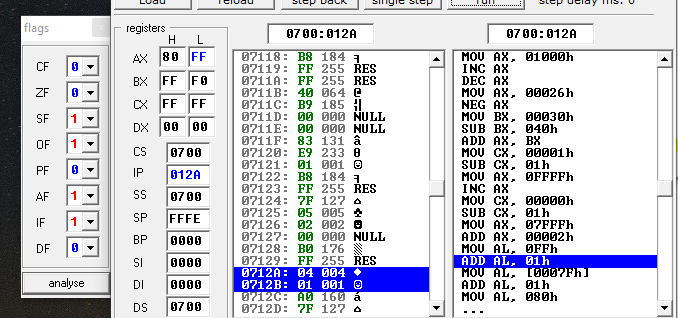 Load reload step back single step run step delay ms: 0
flags
CF 0
ZF 0
SF 1
OF 1
PF 0
AF 1
IF 1
DF 0
analyse
registers
H L
AX 80 FF
BX FF F0
CX FF FF
DX 00 00
CS 0700
IP 012A
SS 0700
SP FFFE
BP 0000
SI 0000
DI 0000
DS 0700
0700:012A
07118: B8 184 ╕
07119: FF 255 RES
0711A: FF 255 RES
0711B: 40 064 @
0711C: B9 185 ╣
0711D: 00 000 NULL
0711E: 00 000 NULL
0711F: 83 131 â
07120: E9 233 θ
07121: 01 001 ☺
07122: B8 184 ╕
07123: FF 255 RES
07124: 7F 127 ⌂
07125: 05 005 ♣
07126: 02 002 ☻
07127: 00 000 NULL
07128: B0 176 ░
07129: FF 255 RES
0712A: 04 004 ♦
0712B: 01 001 ☺
0712C: A0 160 á
0712D: 7F 127 ⌂
0700:012A
MOV AX, 01000h
INC AX
DEC AX
MOV AX, 00026h
NEG AX
MOV BX, 00030h
SUB BX, 040h
ADD AX, BX
MOV CX, 00001h
SUB CX, 01h
MOV AX, 0FFFFh
INC AX
MOV CX, 00000h
SUB CX, 01h
MOV AX, 07FFFh
ADD AX, 00002h
MOV AL, 0FFh
ADD AL, 01h
MOV AL, [0007Fh]
ADD AL, 01h
MOV AL, 080h
...